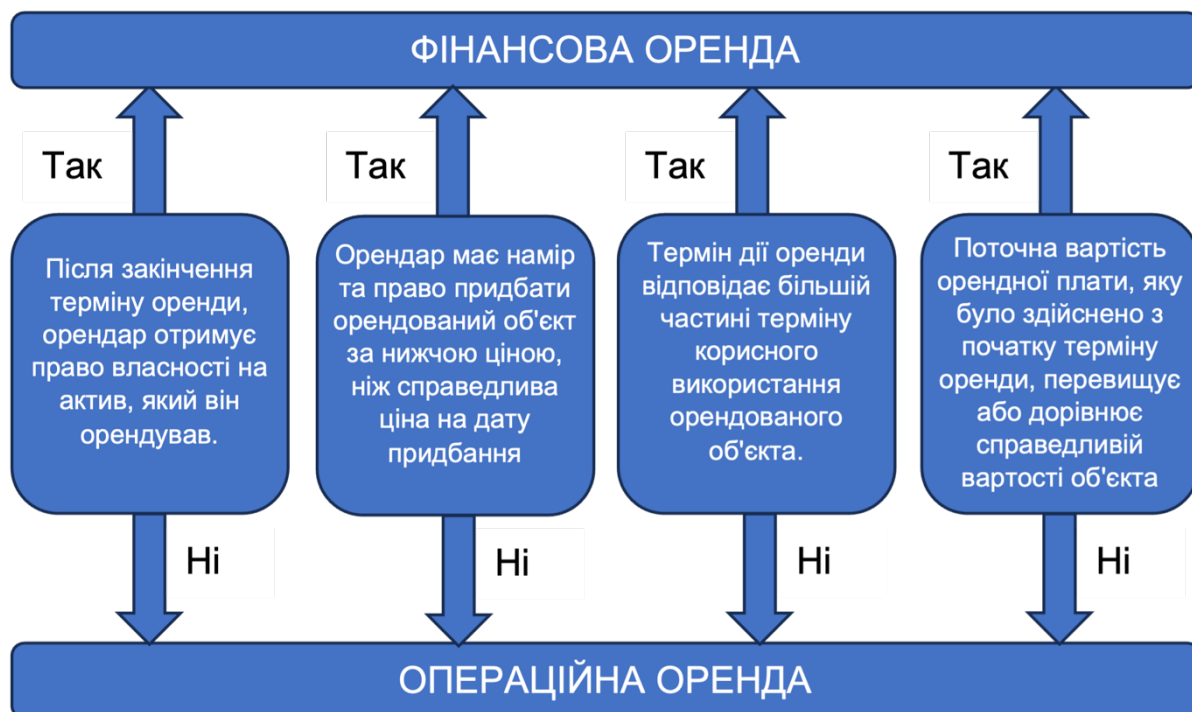 ФІНАНСОВА ОРЕНДА
Так
Так
Так
Так
Після закінчення
терміну оренди,
орендар отримує
право власності на
актив, який він
орендував.
Орендар має намір
та право придбати
орендований об'єкт
за нижчою ціною,
ніж справедлива
ціна на дату
придбання
Термін дії оренди
відповідає більшій
частині терміну
корисного
використання
орендованого
об'єкта.
Поточна вартість
орендної плати, яку
було здійснено з
початку терміну
оренди, перевищує
або дорівнює
справедливій
вартості об'єкта
Ні
Ні
Ні
Ні
ОПЕРАЦІЙНА ОРЕНДА